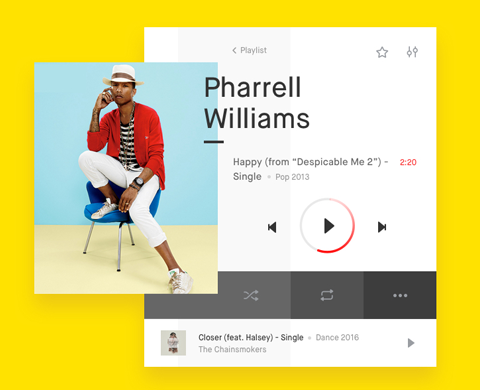 Playlist
Pharrell
Williams
Happy (from “Despicable Me 2”) - 2:20
Single • Pop 2013
Closer (feat. Halsey) - Single • Dance 2016
The Chainsmokers